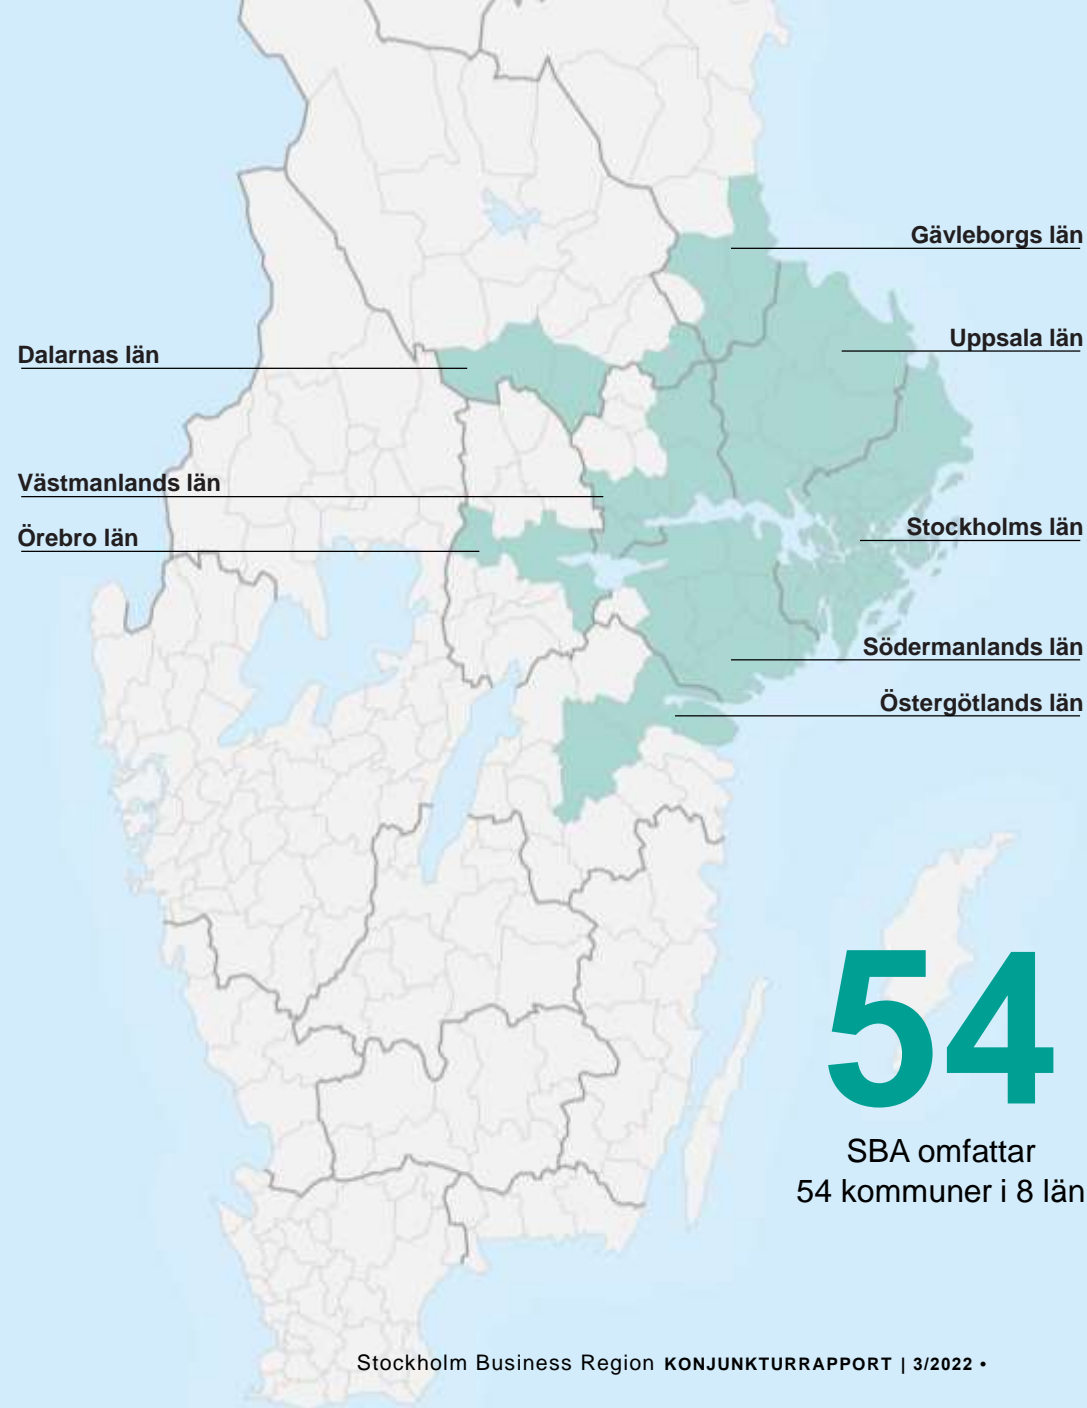 Gävleborgs län
Uppsala län
Dalarnas län
Västmanlands län
Stockholms län
Örebro län
Södermanlands län
Östergötlands län
54
SBA omfattar
54 kommuner i 8 län
Stockholm Business Region KONJUNKTURRAPPORT | 3/2022 •